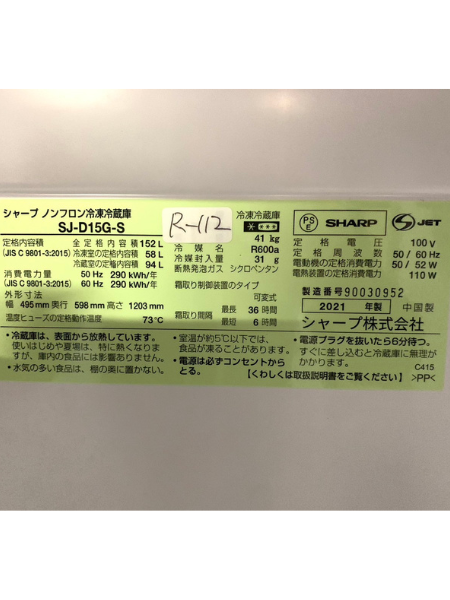 シャープ ノンフロン冷凍冷蔵庫
SJ-D15G-S
R-112
定格内容積 全定格内容積 152 L
(JIS C 9801-3:2015) 冷凍室の定格内容積 58 L
冷蔵室の定格内容積 94 L
消費電力量 50 Hz 290 kWh/年
(JIS C 9801-3:2015) 60 Hz 290 kWh/年
外形寸法
幅 495 mm 奥行 598 mm 高さ 1203 mm
温度ヒューズの定格動作温度 73℃
冷凍冷蔵庫
質量 41 kg
冷媒名 R600a
冷媒封入量 31 g
断熱発泡ガス シクロペンタン
霜取り制御装置のタイプ
可変式
霜取り間隔 最長 36 時間
最短 6 時間
PS
E
SHARP
JET
定格電圧 100 V
定格周波数 50 / 60 Hz
電動機の定格消費電力 50 / 52 W
電熱装置の定格消費電力 110 W
製造番号 90030952
2021 年製 中国製
シャープ株式会社
・冷蔵庫は、表面から放熱しています。
使いはじめや夏場は、特に熱くなりま
すが、庫内の食品には影響ありません。
・水気の多い食品は、棚の奥に置かない。
・室温が約5℃以下では、
食品が凍ることがあります。
・電源は必ずコンセントから
とる。
・電源プラグを抜いたら6分待つ。
すぐに差し込むと冷蔵庫に無理が
かかります。
【くわしくは取扱説明書をご覧ください】
C415
>PP<